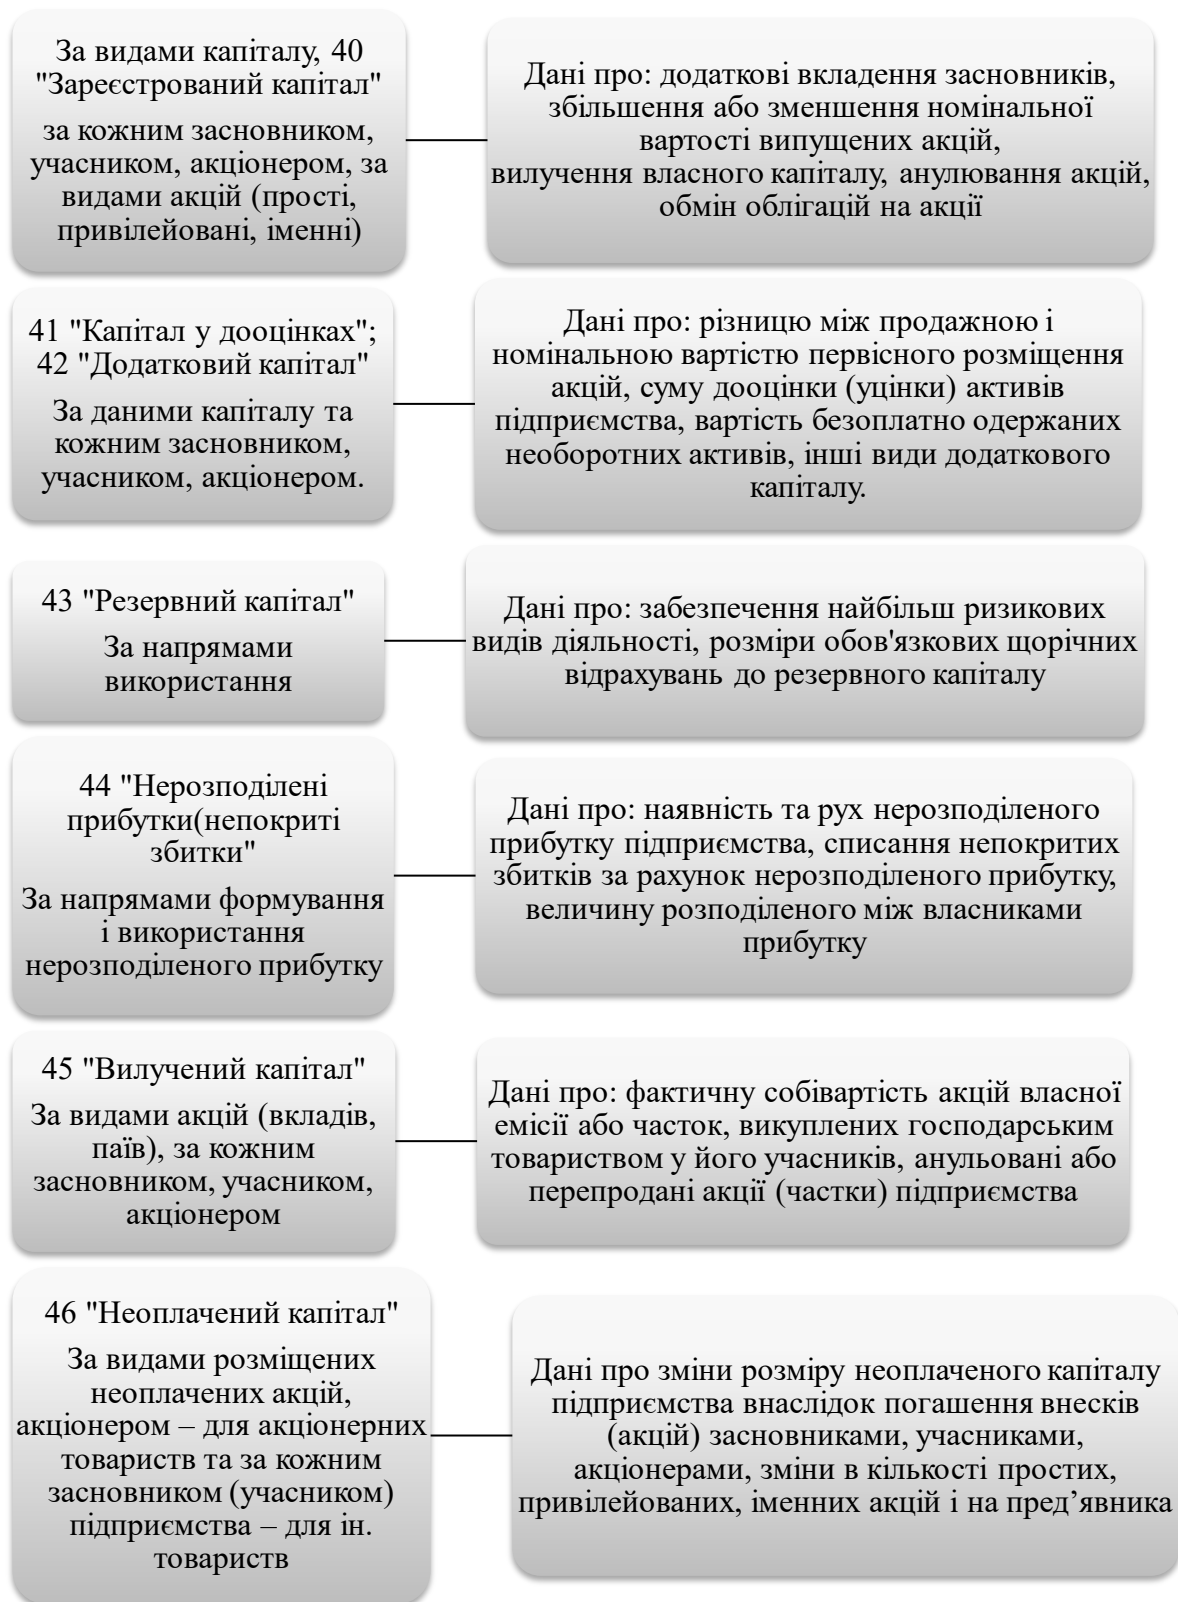 За видами капіталу, 40
"Зареєстрований капітал"
за кожним засновником,
учасником, акціонером, за
видами акцій (прості,
привілейовані, іменні)
Дані про: додаткові вкладення засновників,
збільшення або зменшення номінальної
вартості випущених акцій,
вилучення власного капіталу, анулювання акцій,
обмін облігацій на акції
41 "Капітал у дооцінках";
42 "Додатковий капітал"
За даними капіталу та
кожним засновником,
учасником, акціонером.
Дані про: різницю між продажною і
номінальною вартістю первісного розміщення
акцій, суму дооцінки (уцінки) активів
підприємства, вартість безоплатно одержаних
необоротних активів, інші види додаткового
капіталу.
43 "Резервний капітал"
За напрямами
використання
Дані про: забезпечення найбільш ризикових
видів діяльності, розміри обов'язкових щорічних
відрахувань до резервного капіталу
44 "Нерозподілені
прибутки(непокриті
збитки"
За напрямами формування
і використання
нерозподіленого прибутку
Дані про: наявність та рух нерозподіленого
прибутку підприємства, списання непокритих
збитків за рахунок нерозподіленого прибутку,
величину розподіленого між власниками
прибутку
45 "Вилучений капітал"
За видами акцій (вкладів,
паїв), за кожним
засновником, учасником,
акціонером
Дані про: фактичну собівартість акцій власної
емісії або часток, викуплених господарським
товариством у його учасників, анульовані або
перепродані акції (частки) підприємства
46 "Неоплачений капітал"
За видами розміщених
неоплачених акцій,
акціонером – для акціонерних
товариств та за кожним
засновником (учасником)
підприємства – для ін.
товариств
Дані про зміни розміру неоплаченого капіталу
підприємства внаслідок погашення внесків
(акцій) засновниками, учасниками,
акціонерами, зміни в кількості простих,
привілейованих, іменних акцій і на пред’явника